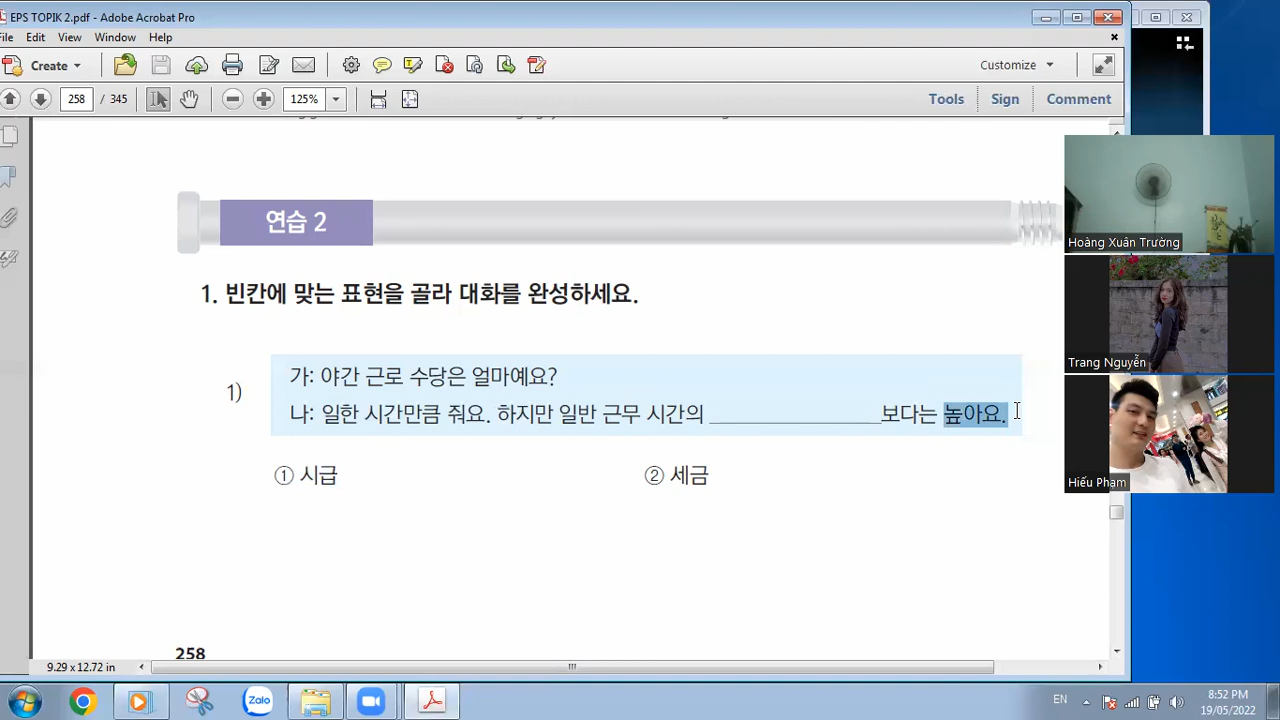 EPS TOPIK 2.pdf - Adobe Acrobat Pro
File Edit View Window Help
Create
Customize
258 / 345
125%
Tools Sign Comment
연습 2
1. 빈칸에 맞는 표현을 골라 대화를 완성하세요.
1)
가: 야간 근로 수당은 얼마예요?
나: 일한 시간만큼 줘요. 하지만 일반 근무 시간의 ________________보다는 높아요.
① 시급 ② 세금
258
9.29 x 12.72 in
Hoàng Xuân Trường
Trang Nguyễn
Hiếu Phạm
Zalo
EN
8:52 PM
19/05/2022